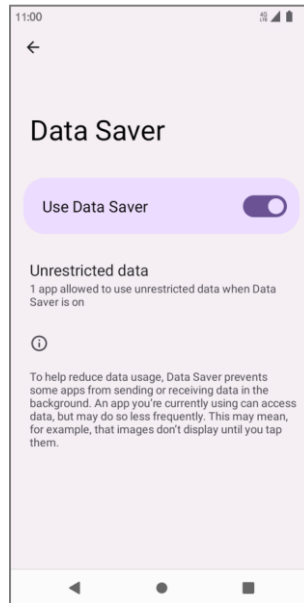 11:00
Data Saver
Use Data Saver
Unrestricted data
1 app allowed to use unrestricted data when Data
Saver is on
To help reduce data usage, Data Saver prevents
some apps from sending or receiving data in the
background. An app you're currently using can access
data, but may do so less frequently. This may mean,
for example, that images don't display until you tap
them.